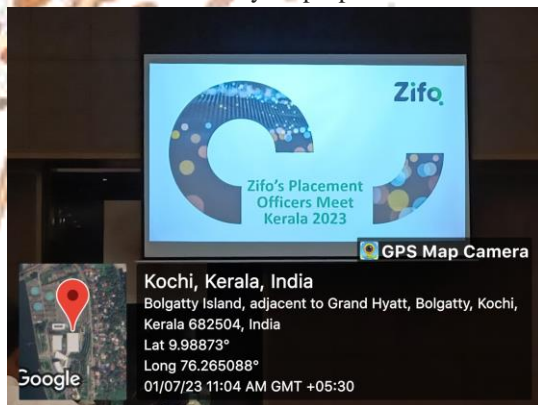 Zifo
Zifo's Placement
Officers Meet
Kerala 2023
GPS Map Camera
Kochi, Kerala, India
Bolgatty Island, adjacent to Grand Hyatt, Bolgatty, Kochi,
Kerala 682504, India
Lat 9.98873°
Long 76.265088°
01/07/23 11:04 AM GMT +05:30
Google